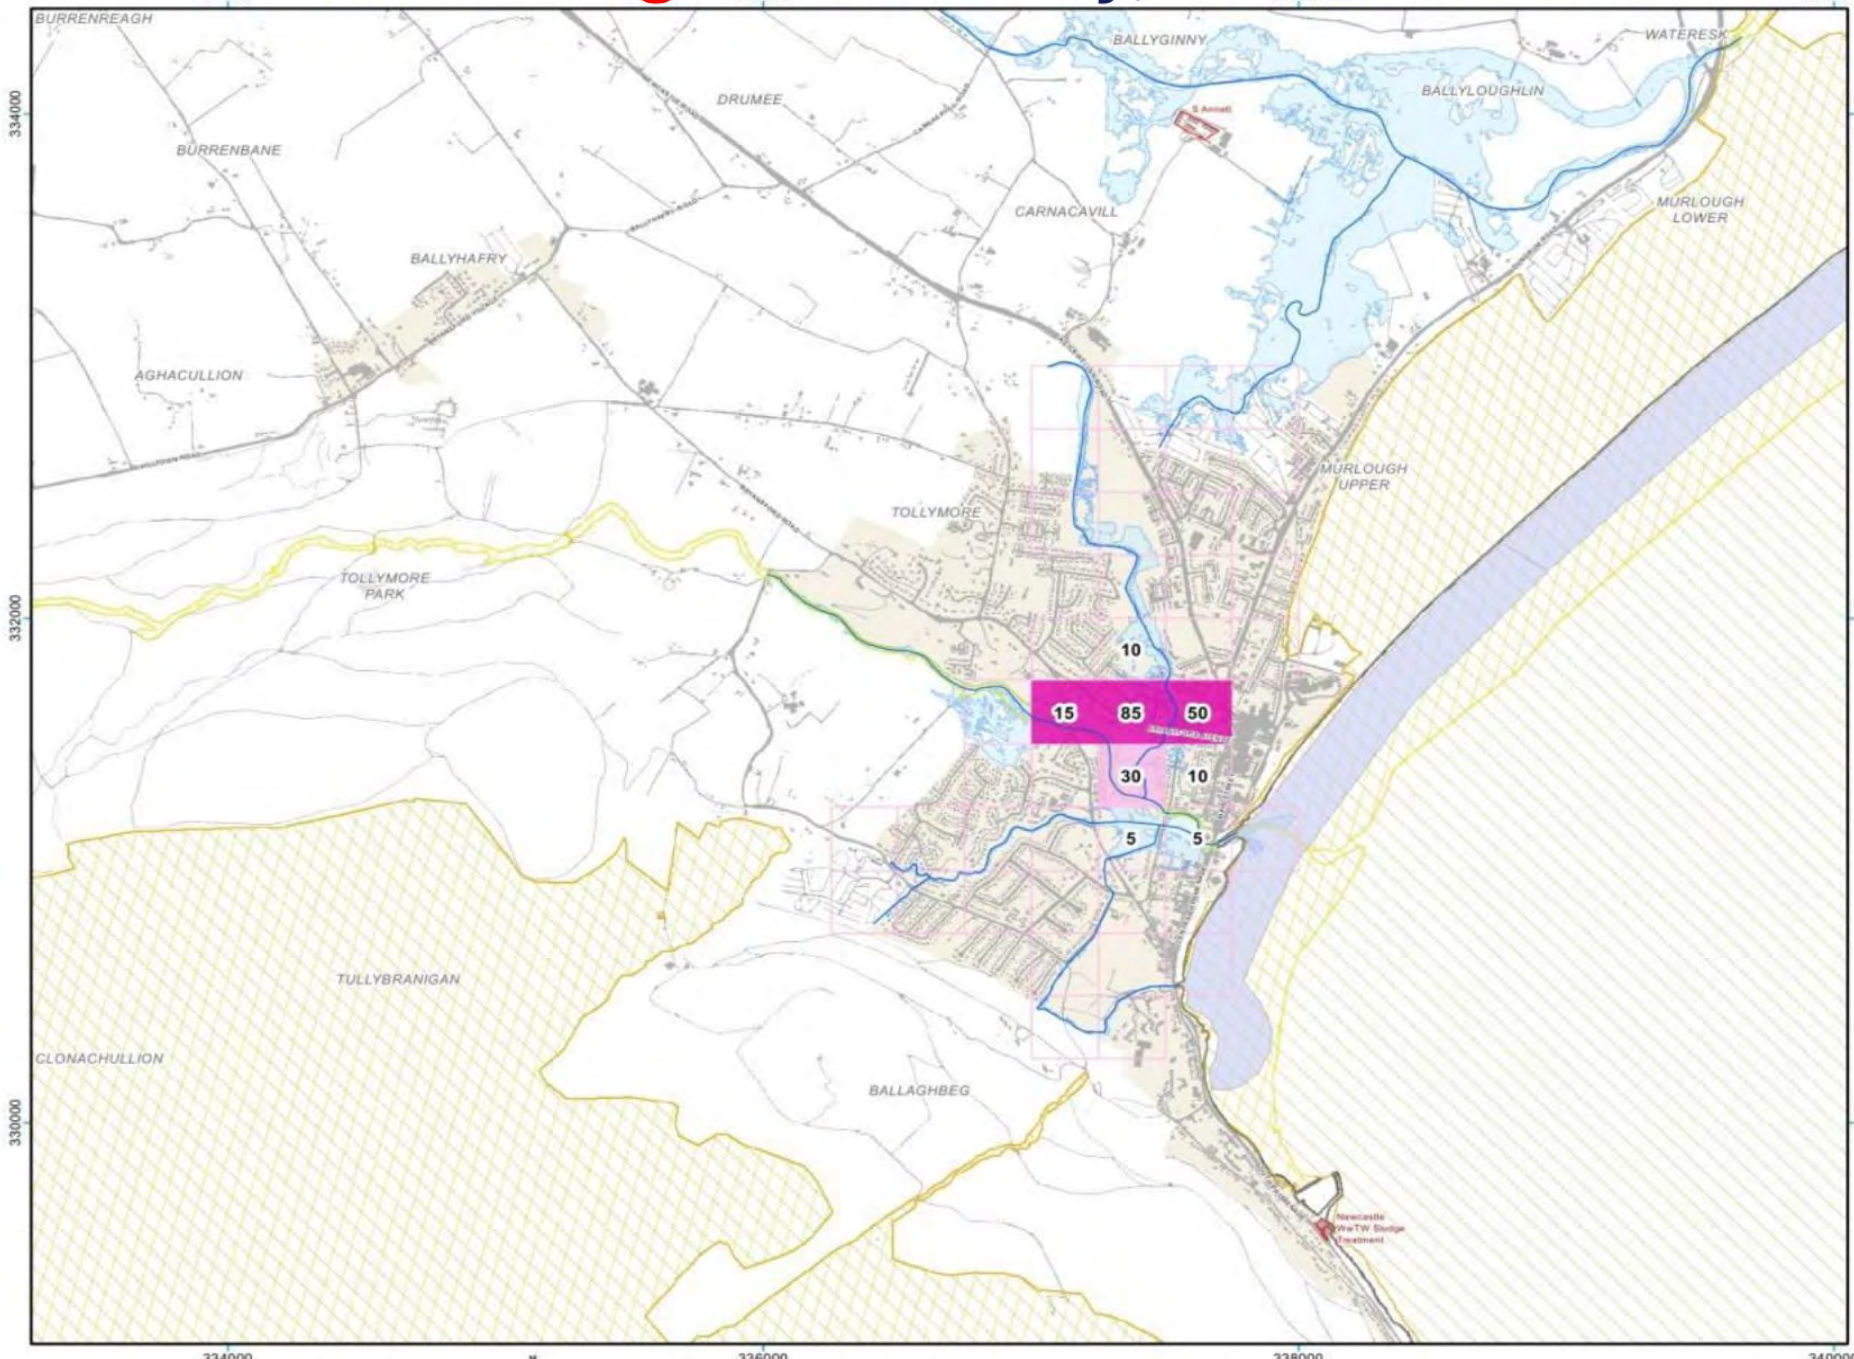 BURRENREAGH
BALLYGINNY
WATERESK
334000
DRUMEE
BALLYLOUGHLIN
S Annett
BURRENBANE
CARNACAVILL
MURLOUGH
LOWER
BALLYHAFRY
AGHACULLION
MURLOUGH
UPPER
TOLLYMORE
332000
TOLLYMORE
PARK
10
15
85
50
30
10
5
5
TULLYBRANIGAN
CLONACHULLION
BALLAGHBEG
330000
Newcastle
WwTW Sludge
Treatment
334000
336000
338000